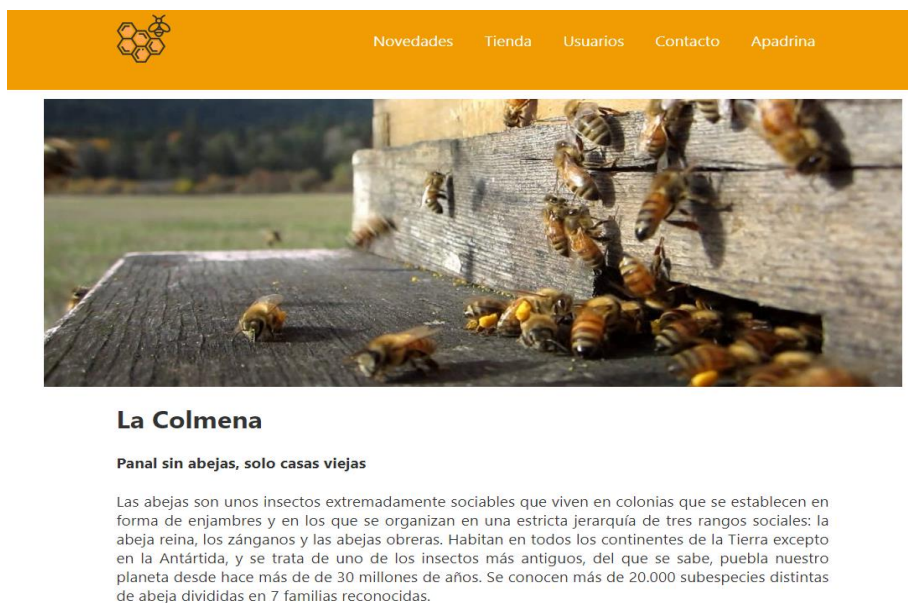 Novedades Tienda Usuarios Contacto Apadrina
La Colmena
Panal sin abejas, solo casas viejas
Las abejas son unos insectos extremadamente sociables que viven en colonias que se establecen en
forma de enjambres y en los que se organizan en una estricta jerarquía de tres rangos sociales: la
abeja reina, los zánganos y las abejas obreras. Habitan en todos los continentes de la Tierra excepto
en la Antártida, y se trata de uno de los insectos más antiguos, del que se sabe, puebla nuestro
planeta desde hace más de de 30 millones de años. Se conocen más de 20.000 subespecies distintas
de abeja divididas en 7 familias reconocidas.